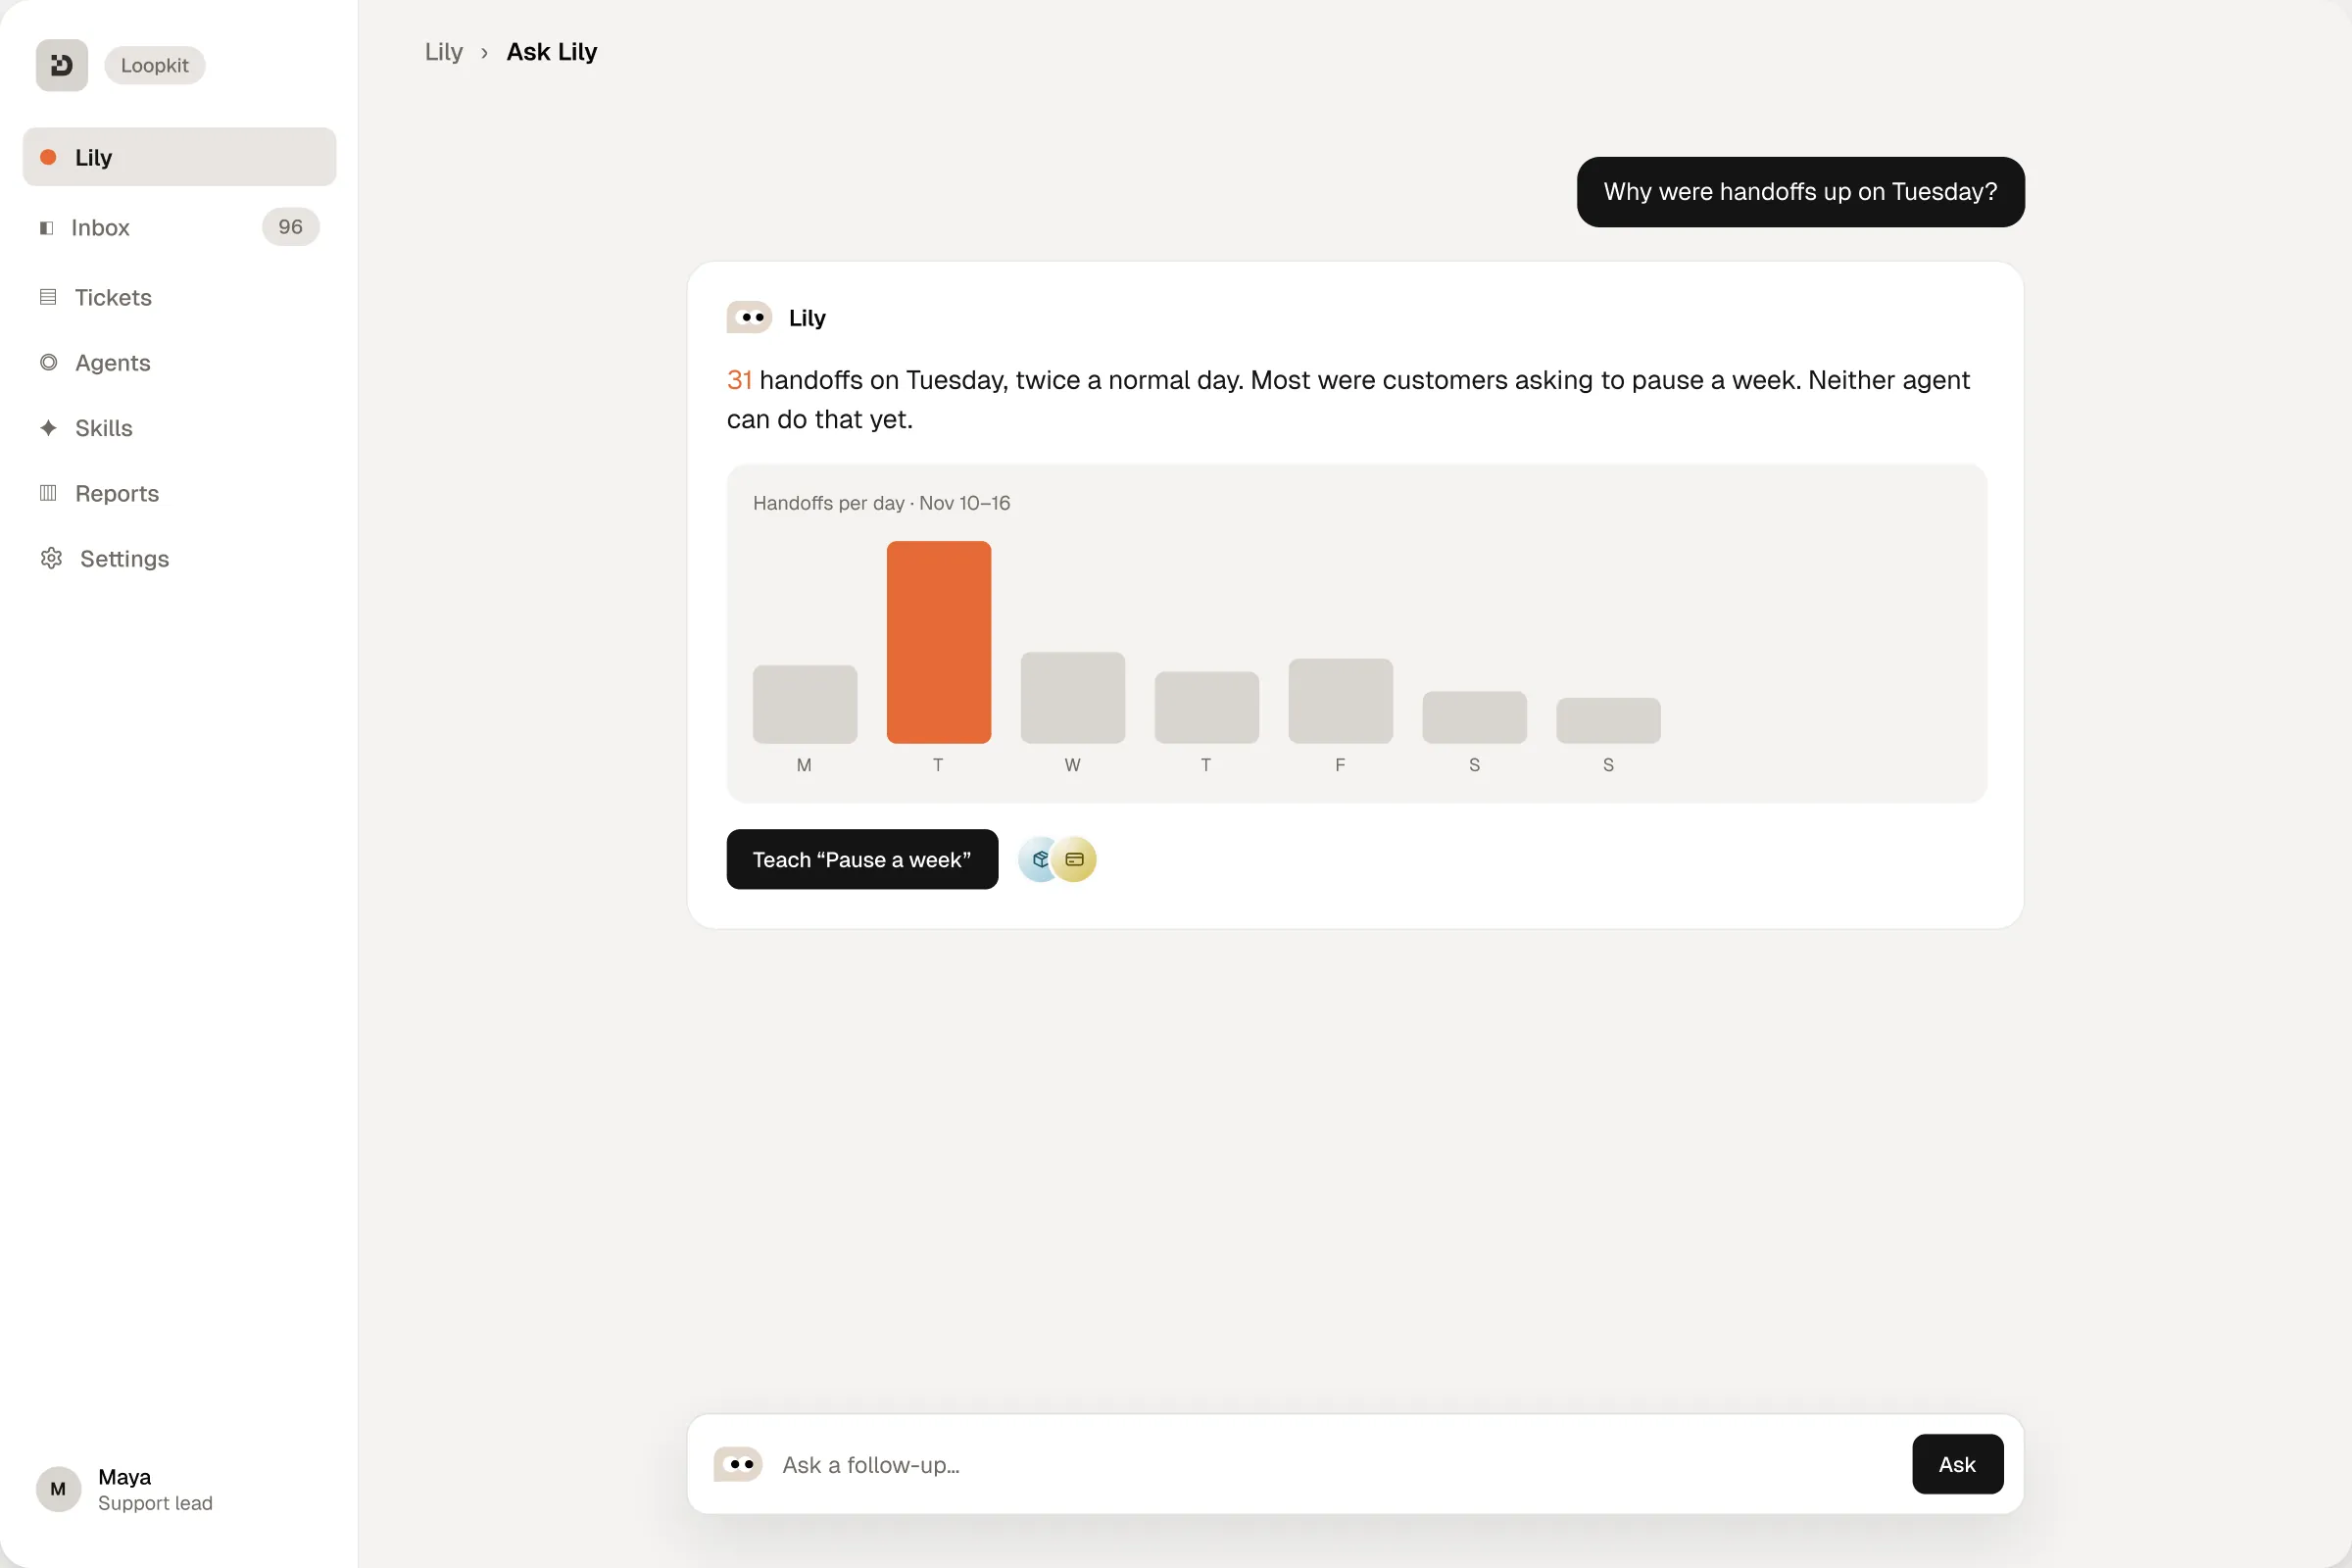 Loopkit
Lily
Inbox
96
Tickets
Agents
Skills
Reports
Settings
Maya
Support lead
M
Lily › Ask Lily
Why were handoffs up on Tuesday?
Lily
31 handoffs on Tuesday, twice a normal day. Most were customers asking to pause a week. Neither agent
can do that yet.
Handoffs per day · Nov 10–16
M T W T F S S
Teach “Pause a week”
Ask a follow-up…
Ask